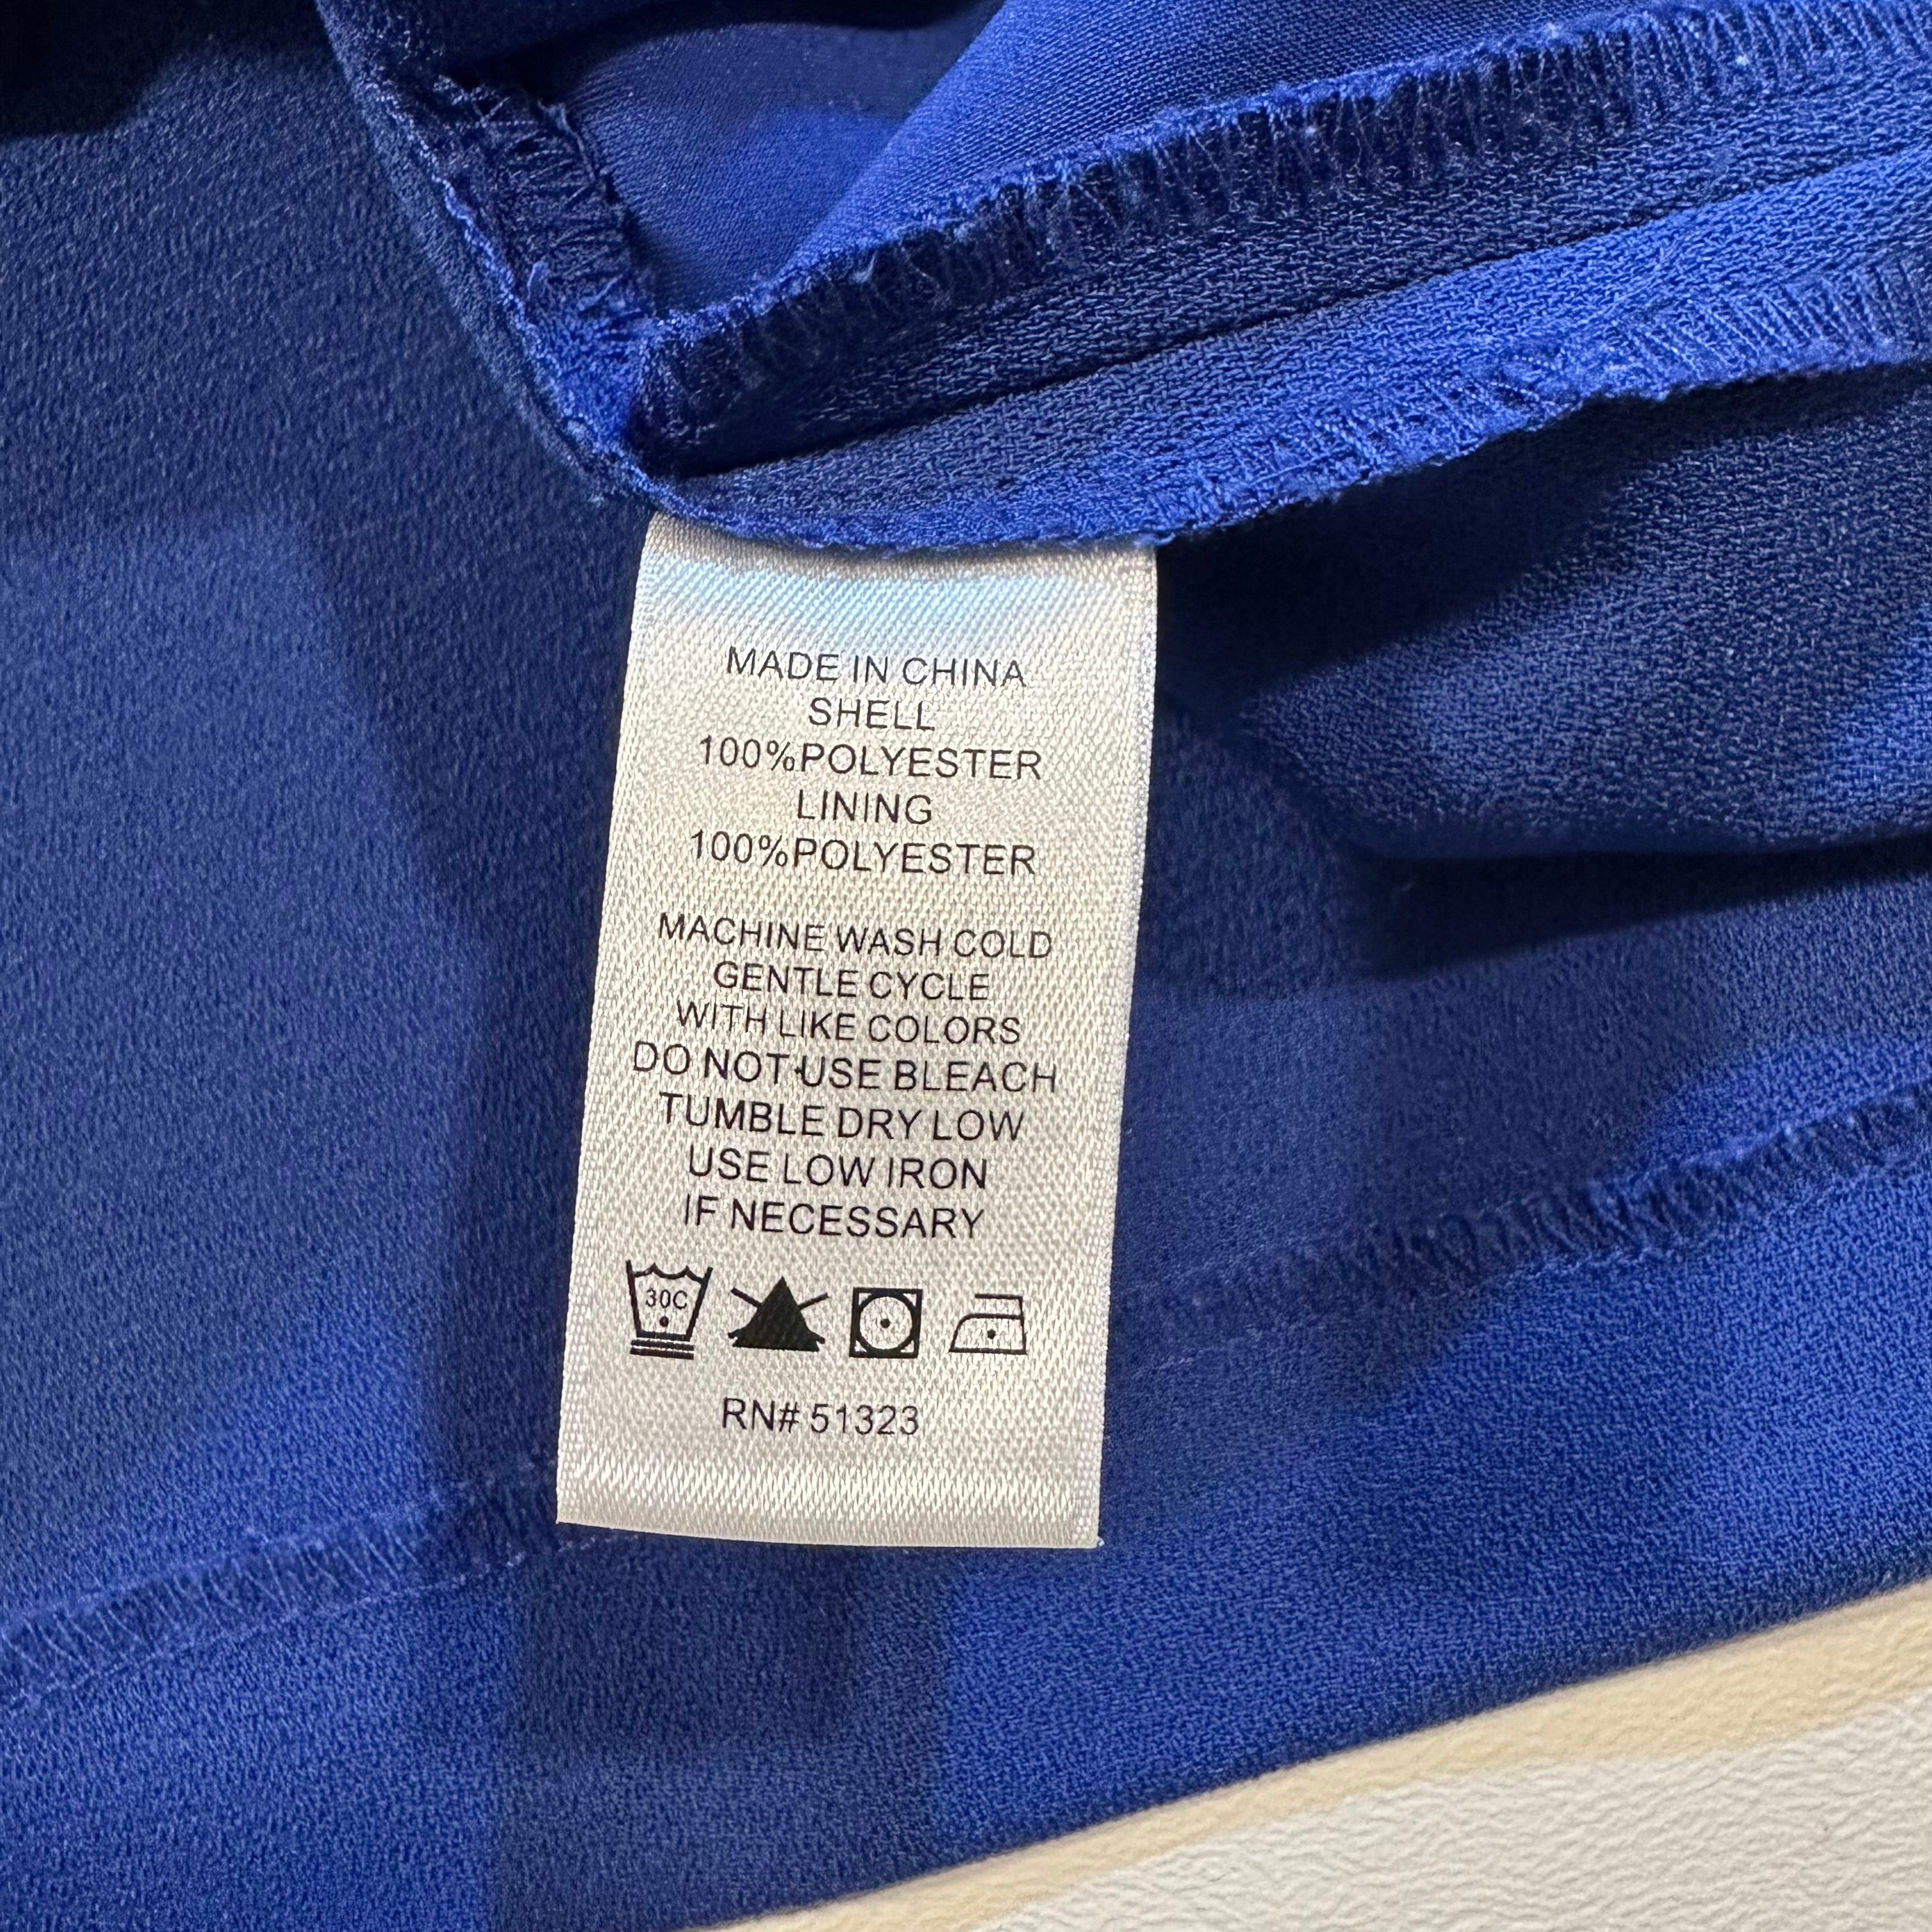 MADE IN CHINA
SHELL
100%POLYESTER
LINING
100%POLYESTER
MACHINE WASH COLD
GENTLE CYCLE
WITH LIKE COLORS
DO NOT USE BLEACH
TUMBLE DRY LOW
USE LOW IRON
IF NECESSARY
30C
RN# 51323